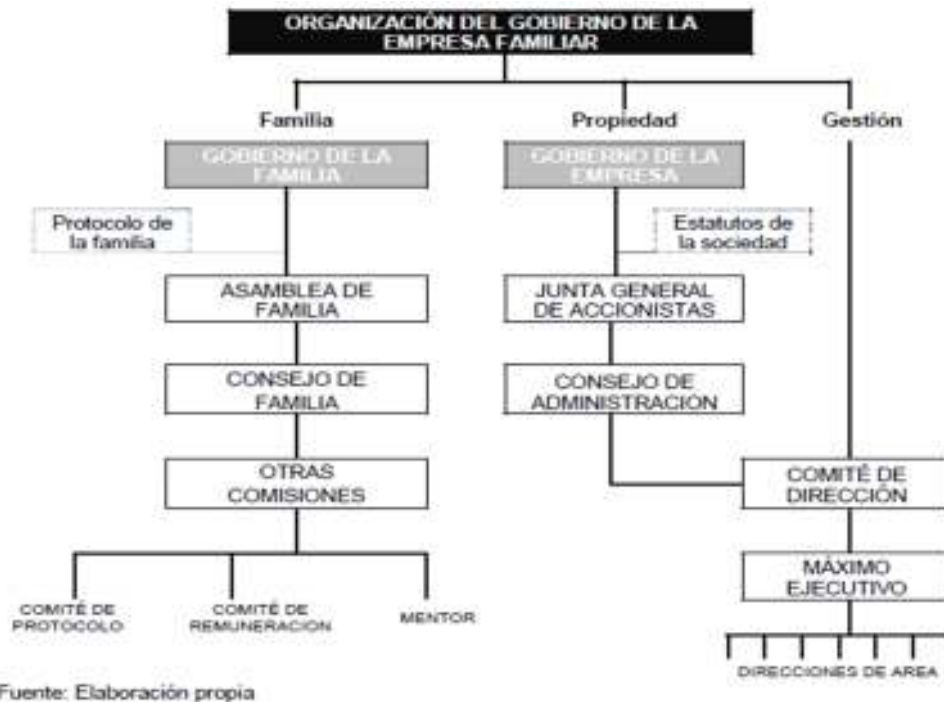 ORGANIZACIÓN DEL GOBIERNO DE LA
EMPRESA FAMILIAR
Familia
Propiedad
Gestión
GOBIERNO DE LA
FAMILIA
GOBIERNO DE LA
EMPRESA
Protocolo de
la familia
Estatutos de
la sociedad
ASAMBLEA DE
FAMILIA
JUNTA GENERAL
DE ACCIONISTAS
CONSEJO DE
FAMILIA
CONSEJO DE
ADMINISTRACION
OTRAS
COMISIONES
COMITÉ DE
DIRECCIÓN
MÁXIMO
EJECUTIVO
COMITÉ DE
PROTOCOLO
COMITÉ DE
REMUNERACION
MENTOR
DIRECCIONES DE AREA
Fuente: Elaboración propia